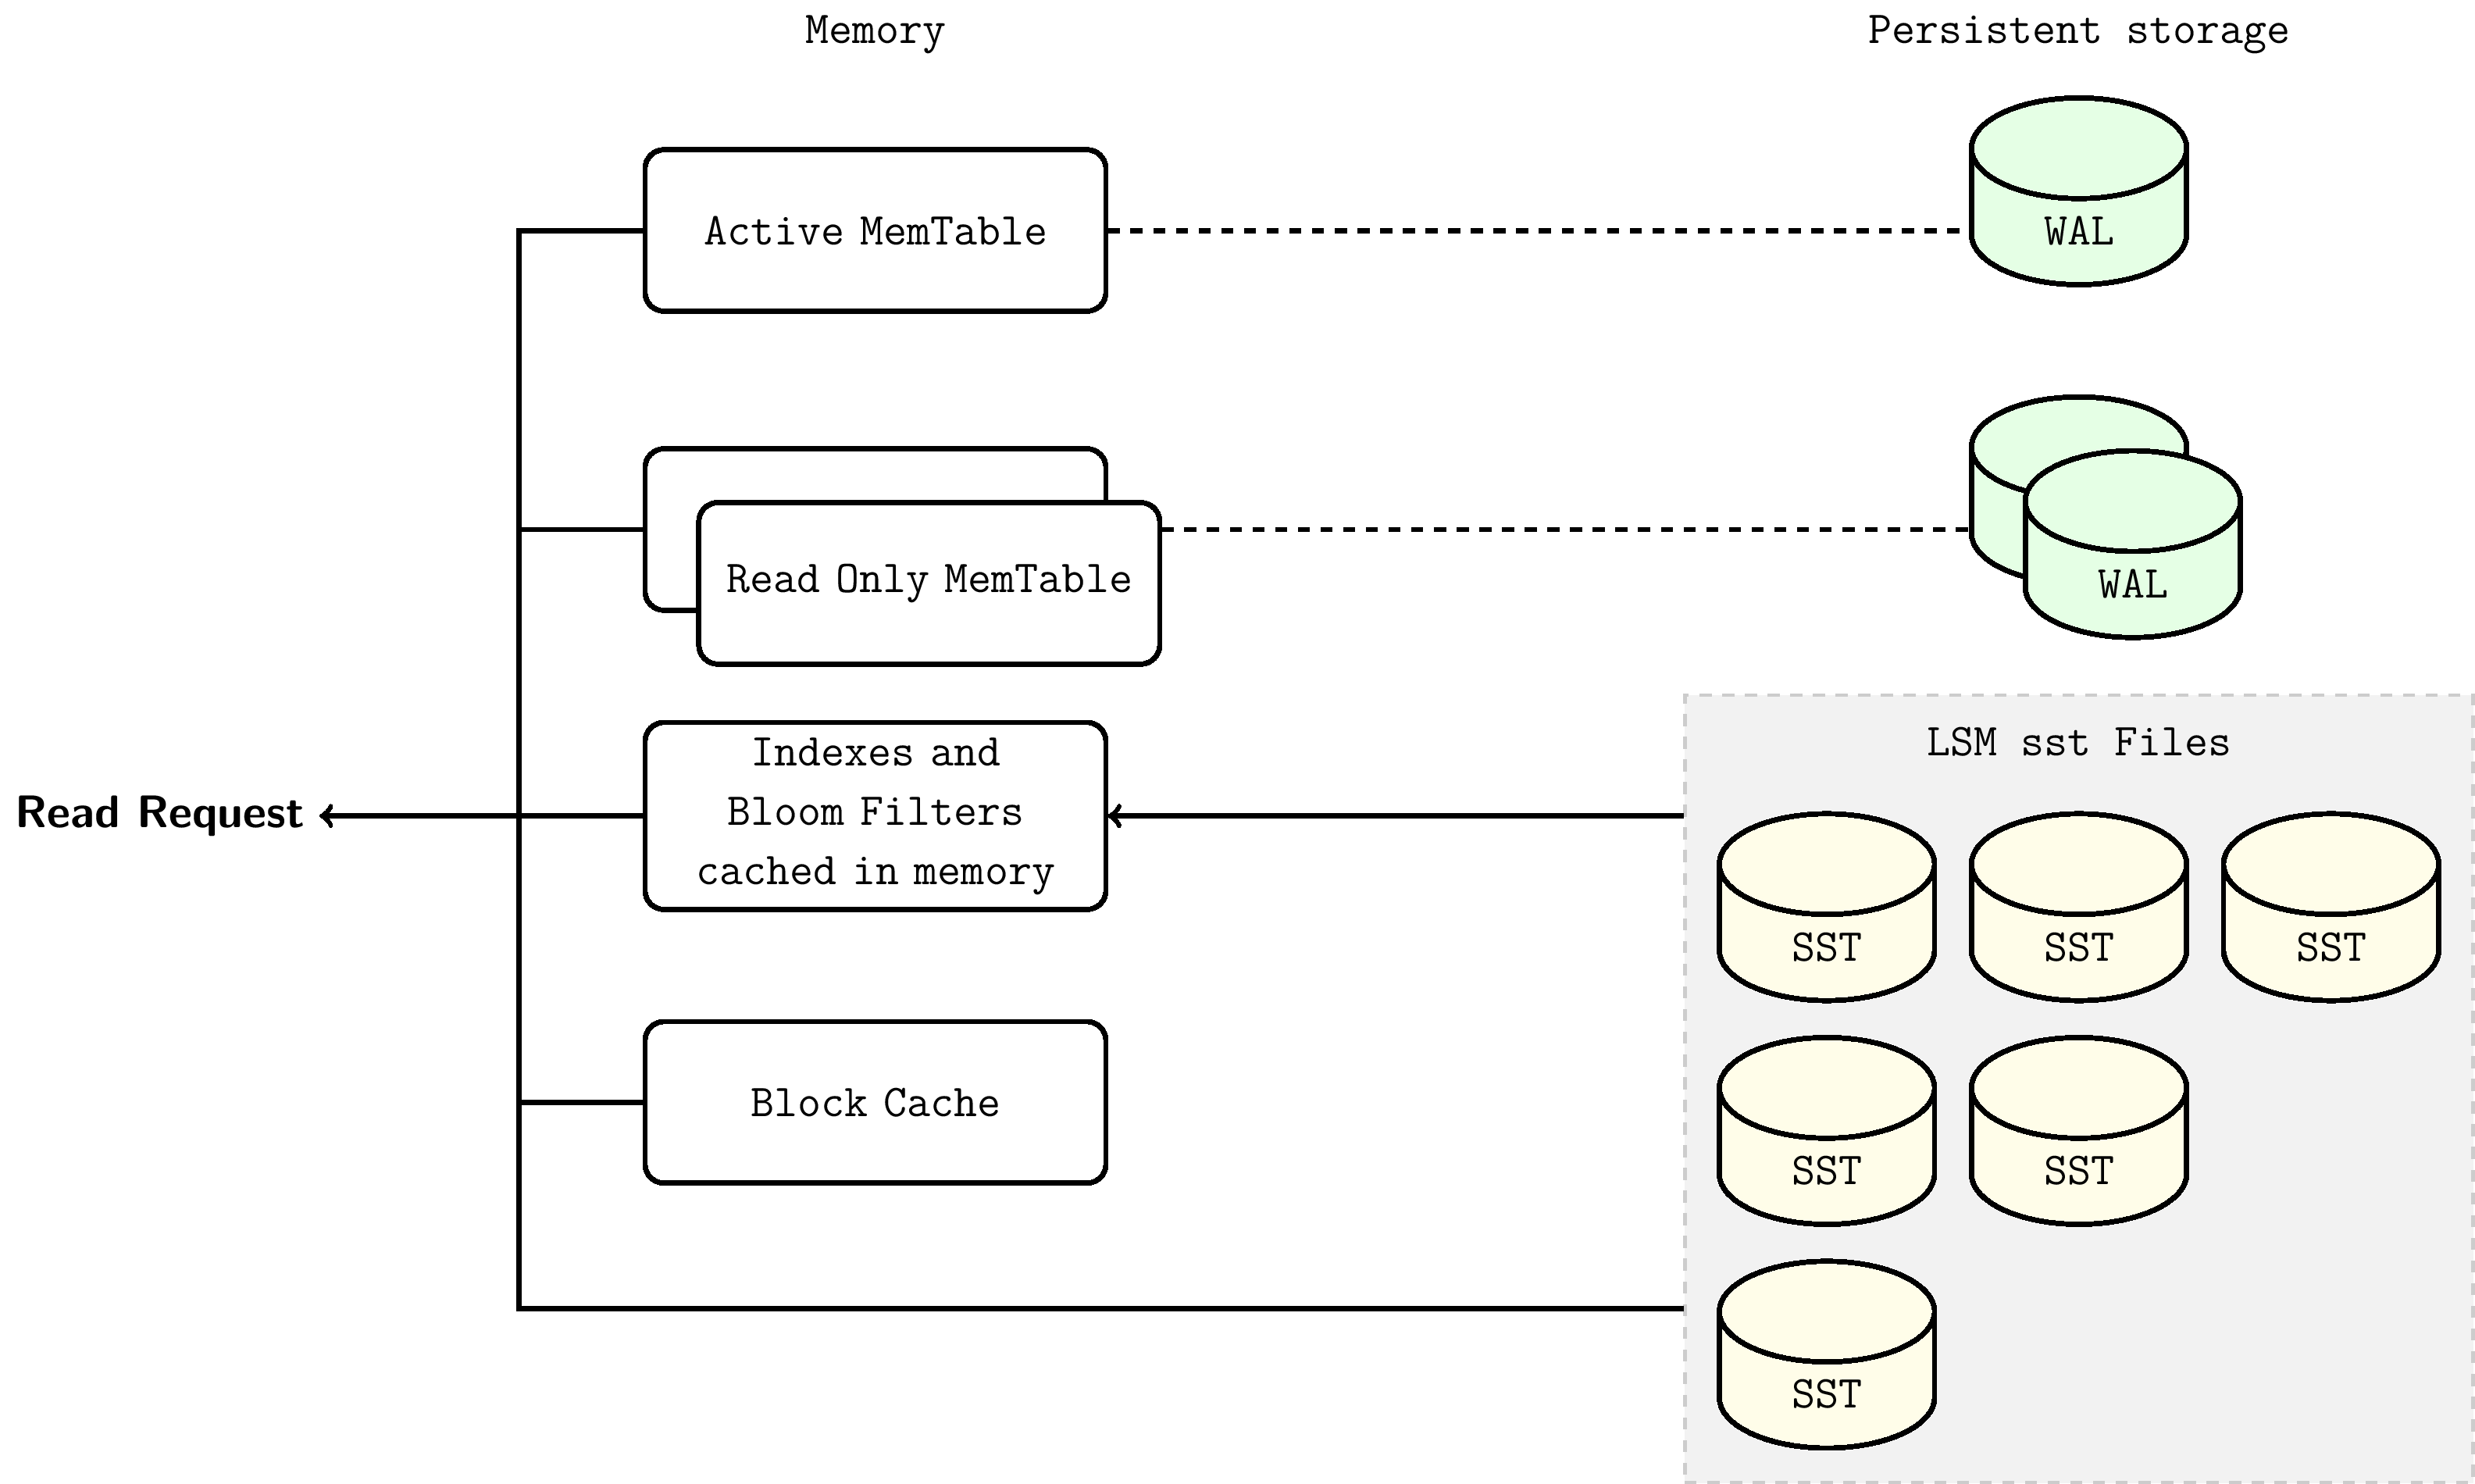 Memory
Persistent storage
Active MemTable
WAL
Read Only MemTable
WAL
LSM sst Files
Indexes and
Bloom Filters
cached in memory
Read Request
SST
SST
SST
Block Cache
SST
SST
SST